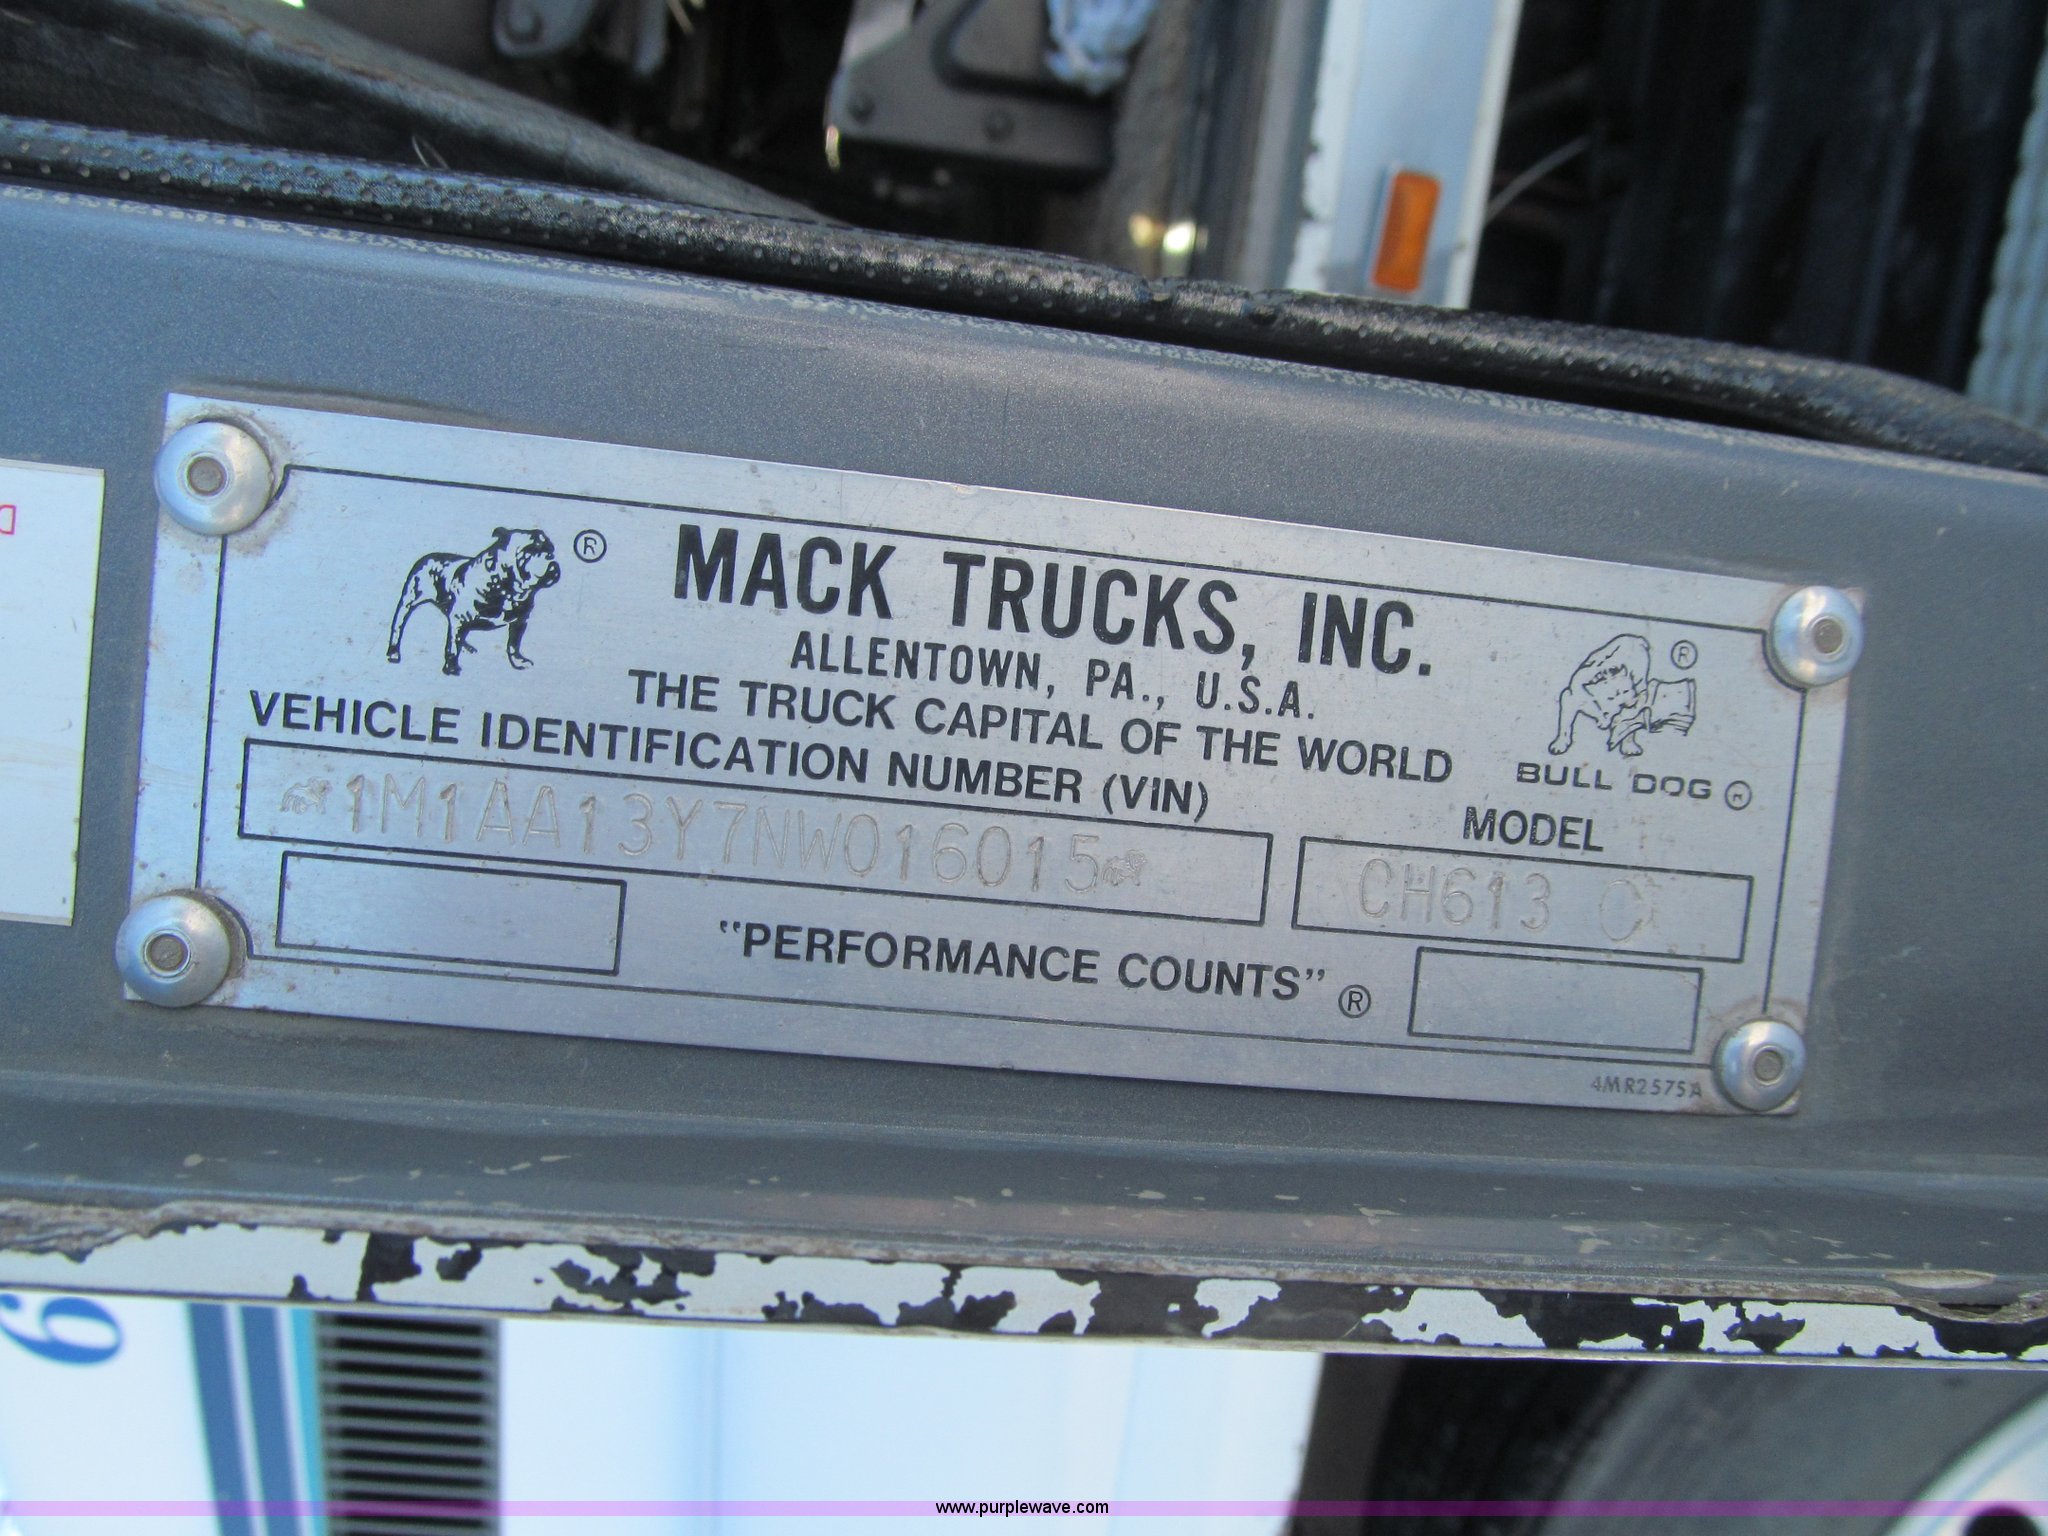 ®
MACK TRUCKS, INC.
ALLENTOWN, PA., U.S.A.
THE TRUCK CAPITAL OF THE WORLD
®
BULL DOG ®
VEHICLE IDENTIFICATION NUMBER (VIN)
MODEL
1M1AA13Y7NW016015
CH613 C
"PERFORMANCE COUNTS" ®
4MR2575A
D
9
www.purplewave.com